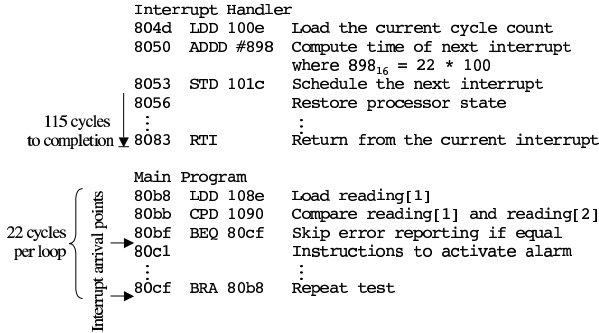 Interrupt Handler
804d LDD 100e Load the current cycle count
8050 ADDD #898 Compute time of next interrupt
where 898₁₆ = 22 * 100
8053 STD 101c Schedule the next interrupt
8056 Restore processor state
⋮ ⋮
115 cycles
to completion
8083 RTI Return from the current interrupt
Main Program
80b8 LDD 108e Load reading[1]
80bb CPD 1090 Compare reading[1] and reading[2]
80bf BEQ 80cf Skip error reporting if equal
80c1 Instructions to activate alarm
⋮ ⋮
80cf BRA 80b8 Repeat test
22 cycles
per loop
Interrupt arrival points